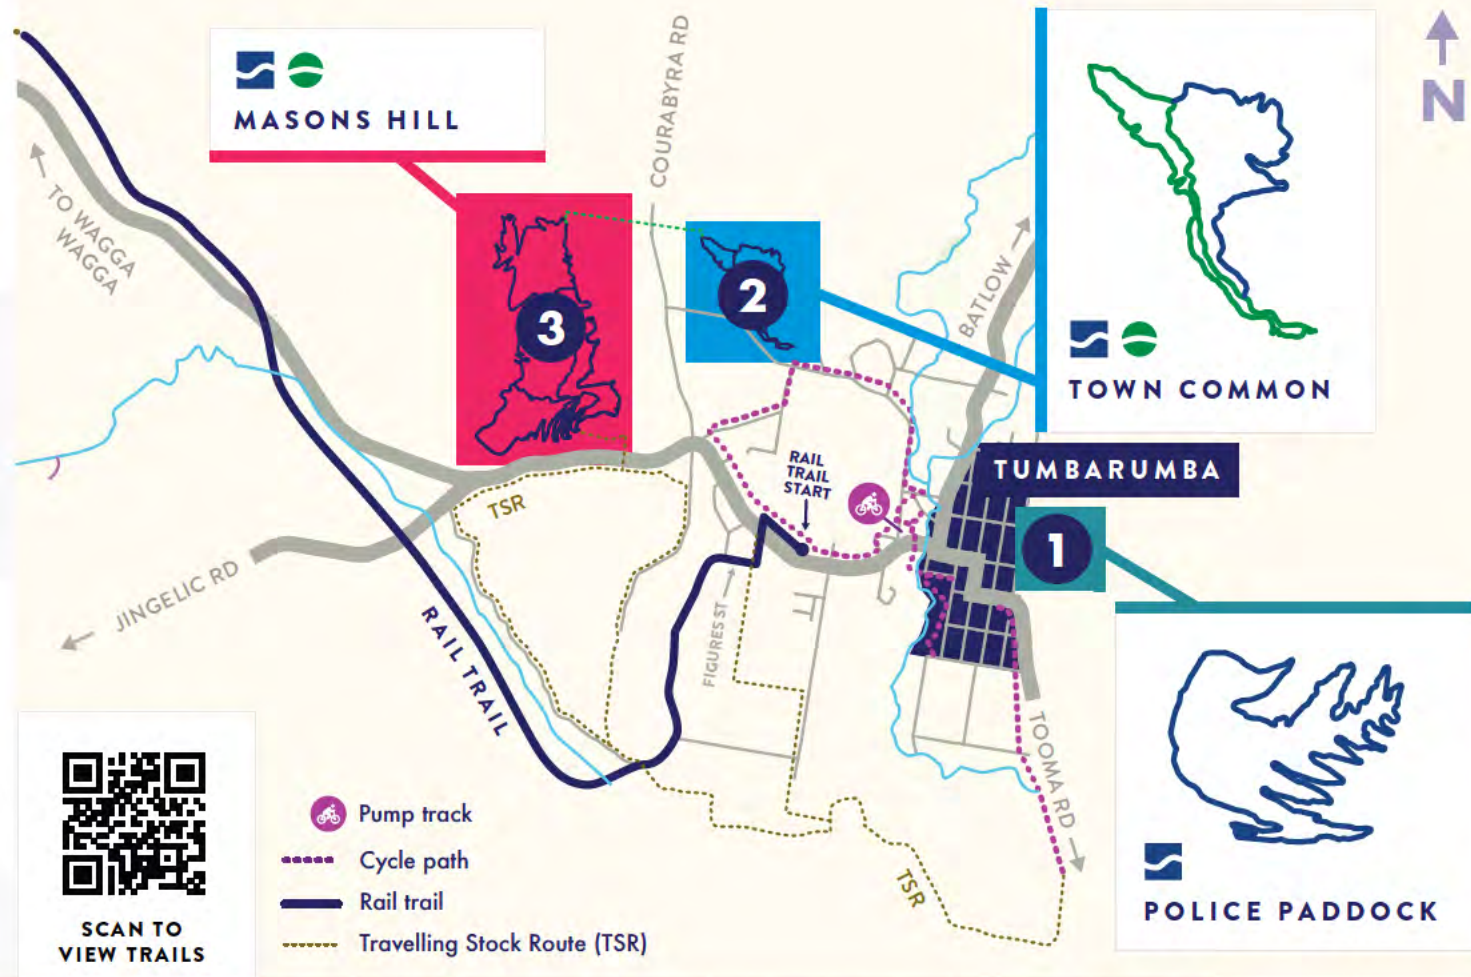 MASONS HILL
COURABYRA RD
N
TO WAGGA
WAGGA
3
2
BATLOW
TOWN COMMON
TUMBARUMBA
RAIL
TRAIL
START
TSR
1
JINGELIC RD
RAIL TRAIL
FIGURES ST
TOOMA RD
TSR
POLICE PADDOCK
SCAN TO
VIEW TRAILS
Pump track
Cycle path
Rail trail
Travelling Stock Route (TSR)